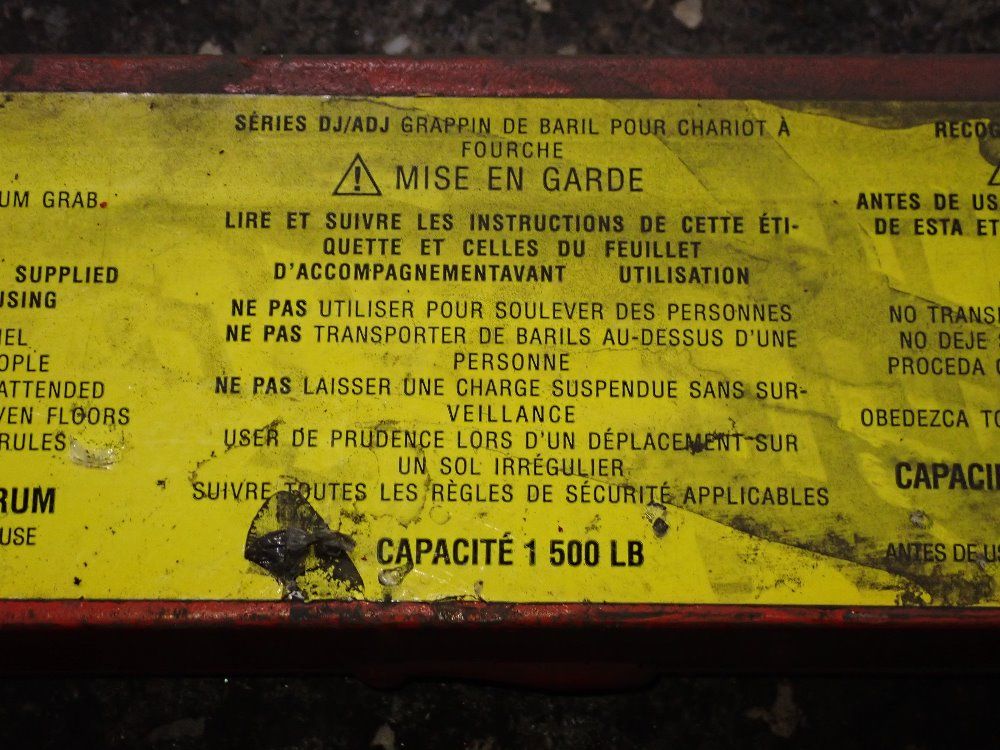 UM GRAB.
SUPPLIED
USING
NEL
OPLE
ATTENDED
VEN FLOORS
RULES
RUM
USE
SÉRIES DJ/ADJ GRAPPIN DE BARIL POUR CHARIOT À
FOURCHE
MISE EN GARDE
LIRE ET SUIVRE LES INSTRUCTIONS DE CETTE ÉTI-
QUETTE ET CELLES DU FEUILLET
D'ACCOMPAGNEMENTAVANT UTILISATION
NE PAS UTILISER POUR SOULEVER DES PERSONNES
NE PAS TRANSPORTER DE BARILS AU-DESSUS D'UNE
PERSONNE
NE PAS LAISSER UNE CHARGE SUSPENDUE SANS SUR-
VEILLANCE
USER DE PRUDENCE LORS D'UN DÉPLACEMENT SUR
UN SOL IRRÉGULIER
SUIVRE TOUTES LES RÈGLES DE SÉCURITÉ APPLICABLES
CAPACITÉ 1 500 LB
RECOG
ANTES DE US
DE ESTA ET
NO TRANS
NO DEJE
PROCEDA
OBEDEZCA TO
CAPACI
ANTES DE US